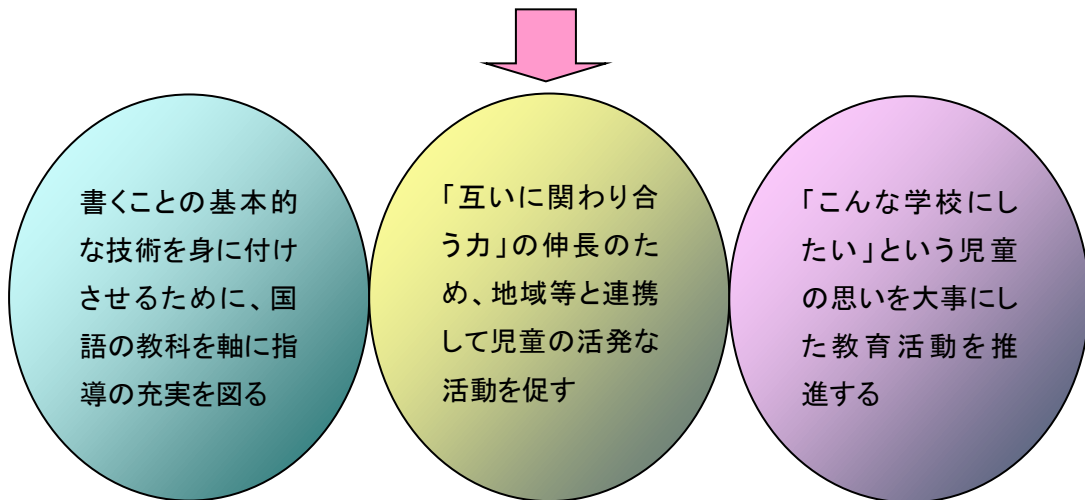 書くことの基本的
な技術を身に付け
させるために、国
語の教科を軸に指
導の充実を図る
「互いに関わり合
う力」の伸長のた
め、地域等と連携
して児童の活発な
活動を促す
「こんな学校にし
たい」という児童
の思いを大事にし
た教育活動を推
進する